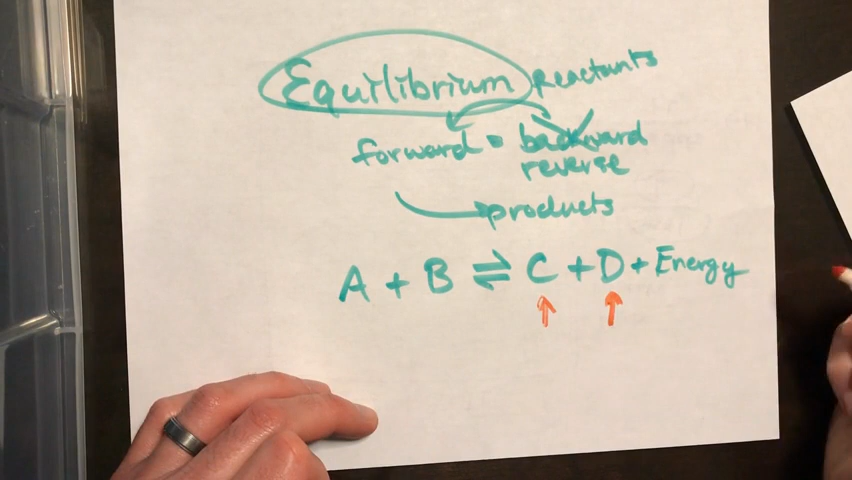 Equilibrium Reactants
forward = backward
reverse
products
A + B ⇌ C + D + Energy
↑ ↑